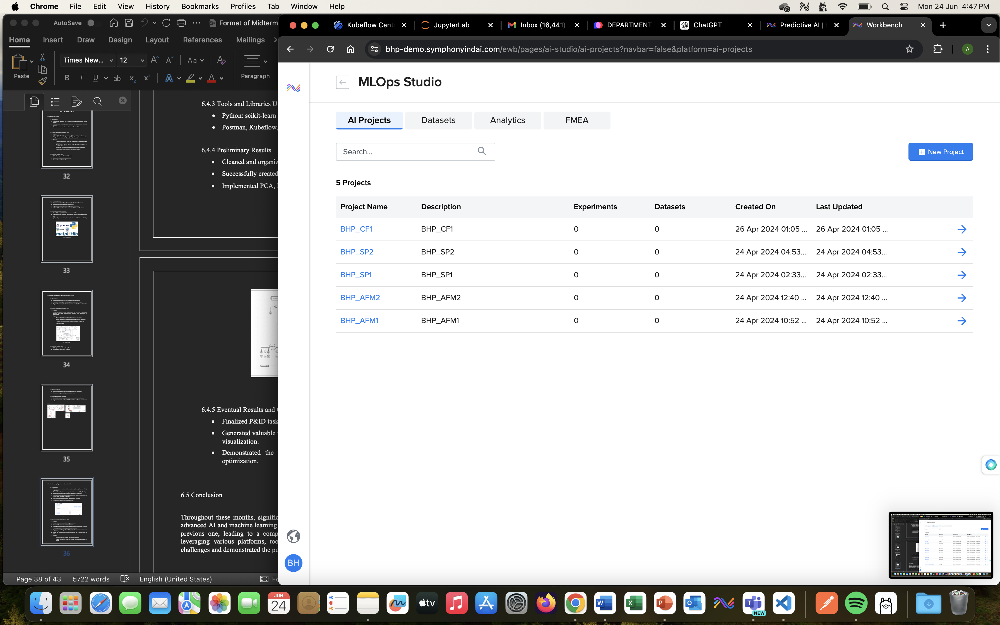 Chrome File Edit View History Bookmarks Profiles Tab Window Help
Mon 24 Jun 4:47 PM
AutoSave
Format of Midterm
Home Insert Draw Design Layout References Mailings
Paste
Times New... 12
Aa
B I U ab x₂ x²
A A
Paragraph
32
33
34
35
36
6.4.3 Tools and Libraries U
• Python: scikit-learn
• Postman, Kubeflow,
6.4.4 Preliminary Results
• Cleaned and organiz
• Successfully created
• Implemented PCA,
6.4.5 Eventual Results and
• Finalized P&ID task
• Generated valuable
visualization.
• Demonstrated the
optimization.
6.5 Conclusion
Throughout these months, signific
advanced AI and machine learning
previous one, leading to a comp
leveraging various platforms, too
challenges and demonstrated the po
Page 38 of 43 5722 words English (United States) Fo
Kubeflow Cent JupyterLab Inbox (16,441) DEPARTMENT ChatGPT Predictive AI | S Workbench
bhp-demo.symphonyindai.com/ewb/pages/ai-studio/ai-projects?navbar=false&platform=ai-projects
A
MLOps Studio
AI Projects Datasets Analytics FMEA
Search...
New Project
5 Projects
Project Name Description Experiments Datasets Created On Last Updated
BHP_CF1 BHP_CF1 0 0 26 Apr 2024 01:05 ... 26 Apr 2024 01:05 ...
BHP_SP2 BHP_SP2 0 0 24 Apr 2024 04:53... 24 Apr 2024 04:53...
BHP_SP1 BHP_SP1 0 0 24 Apr 2024 02:33... 24 Apr 2024 02:33...
BHP_AFM2 BHP_AFM2 0 0 24 Apr 2024 12:40 ... 24 Apr 2024 12:40 ...
BHP_AFM1 BHP_AFM1 0 0 24 Apr 2024 10:52 ... 24 Apr 2024 10:52 ...
BH
JUN
24
tv
NEW